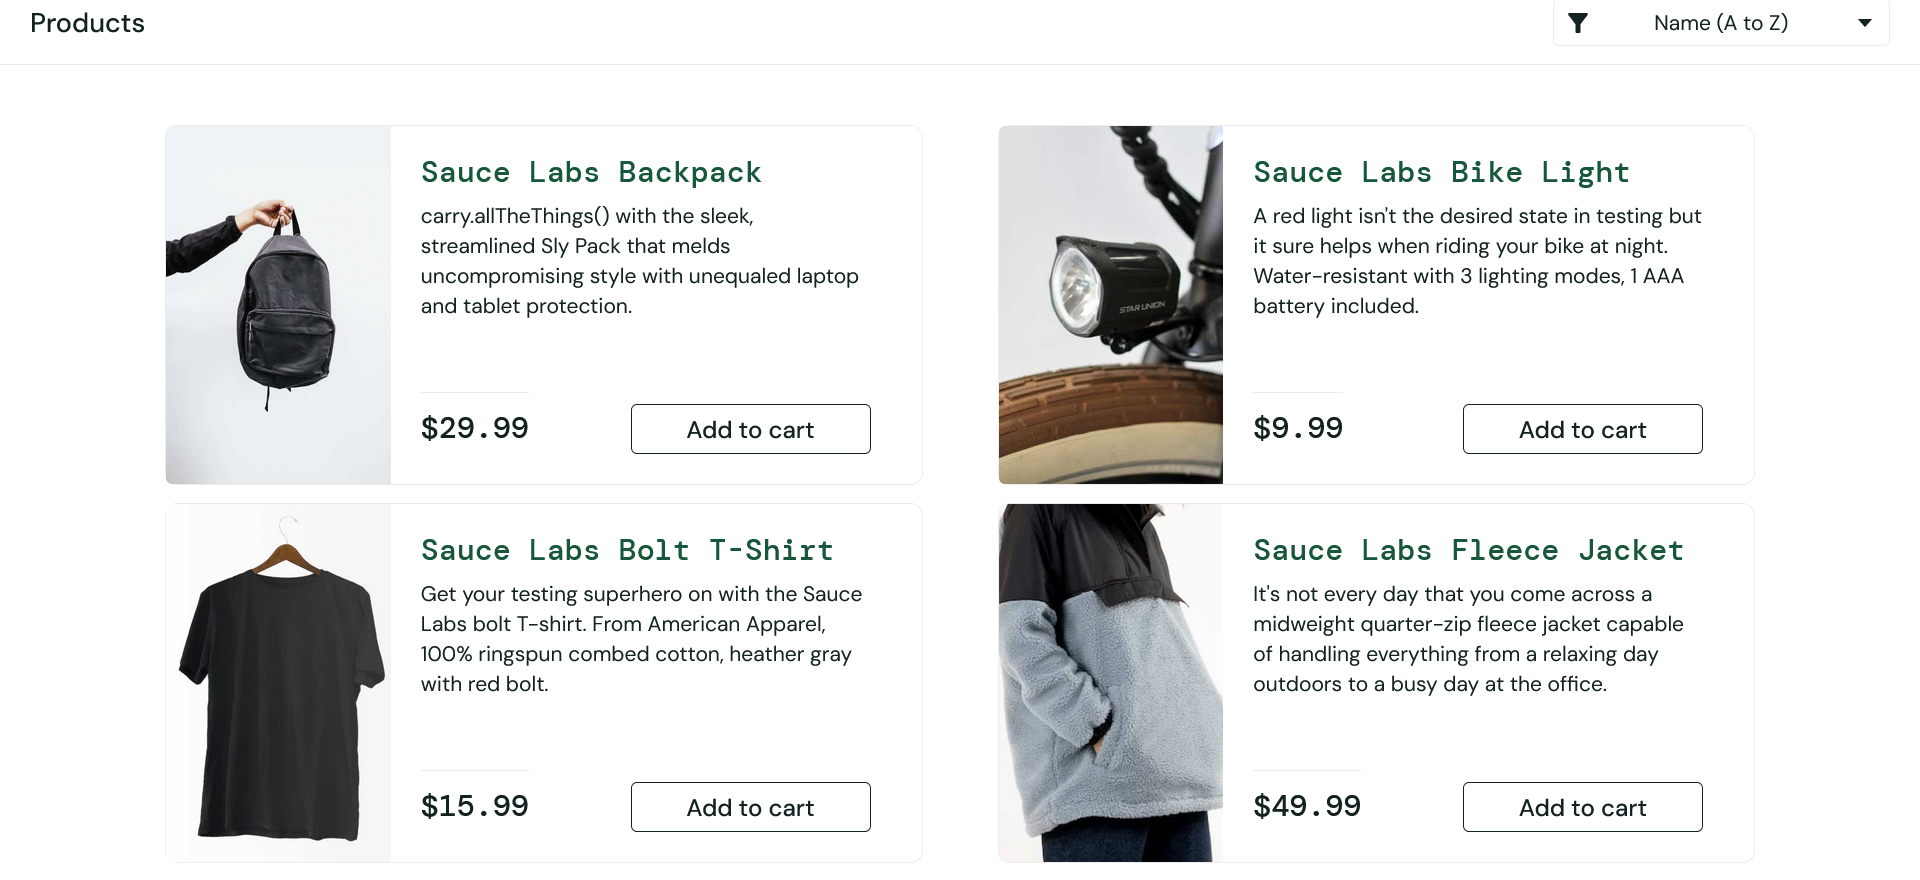 Products
Name (A to Z)
Sauce Labs Backpack
carry.allTheThings() with the sleek,
streamlined Sly Pack that melds
uncompromising style with unequaled laptop
and tablet protection.
$29.99
Add to cart
Sauce Labs Bike Light
A red light isn't the desired state in testing but
it sure helps when riding your bike at night.
Water-resistant with 3 lighting modes, 1 AAA
battery included.
STAR UNION
$9.99
Add to cart
Sauce Labs Bolt T-Shirt
Get your testing superhero on with the Sauce
Labs bolt T-shirt. From American Apparel,
100% ringspun combed cotton, heather gray
with red bolt.
$15.99
Add to cart
Sauce Labs Fleece Jacket
It's not every day that you come across a
midweight quarter-zip fleece jacket capable
of handling everything from a relaxing day
outdoors to a busy day at the office.
$49.99
Add to cart